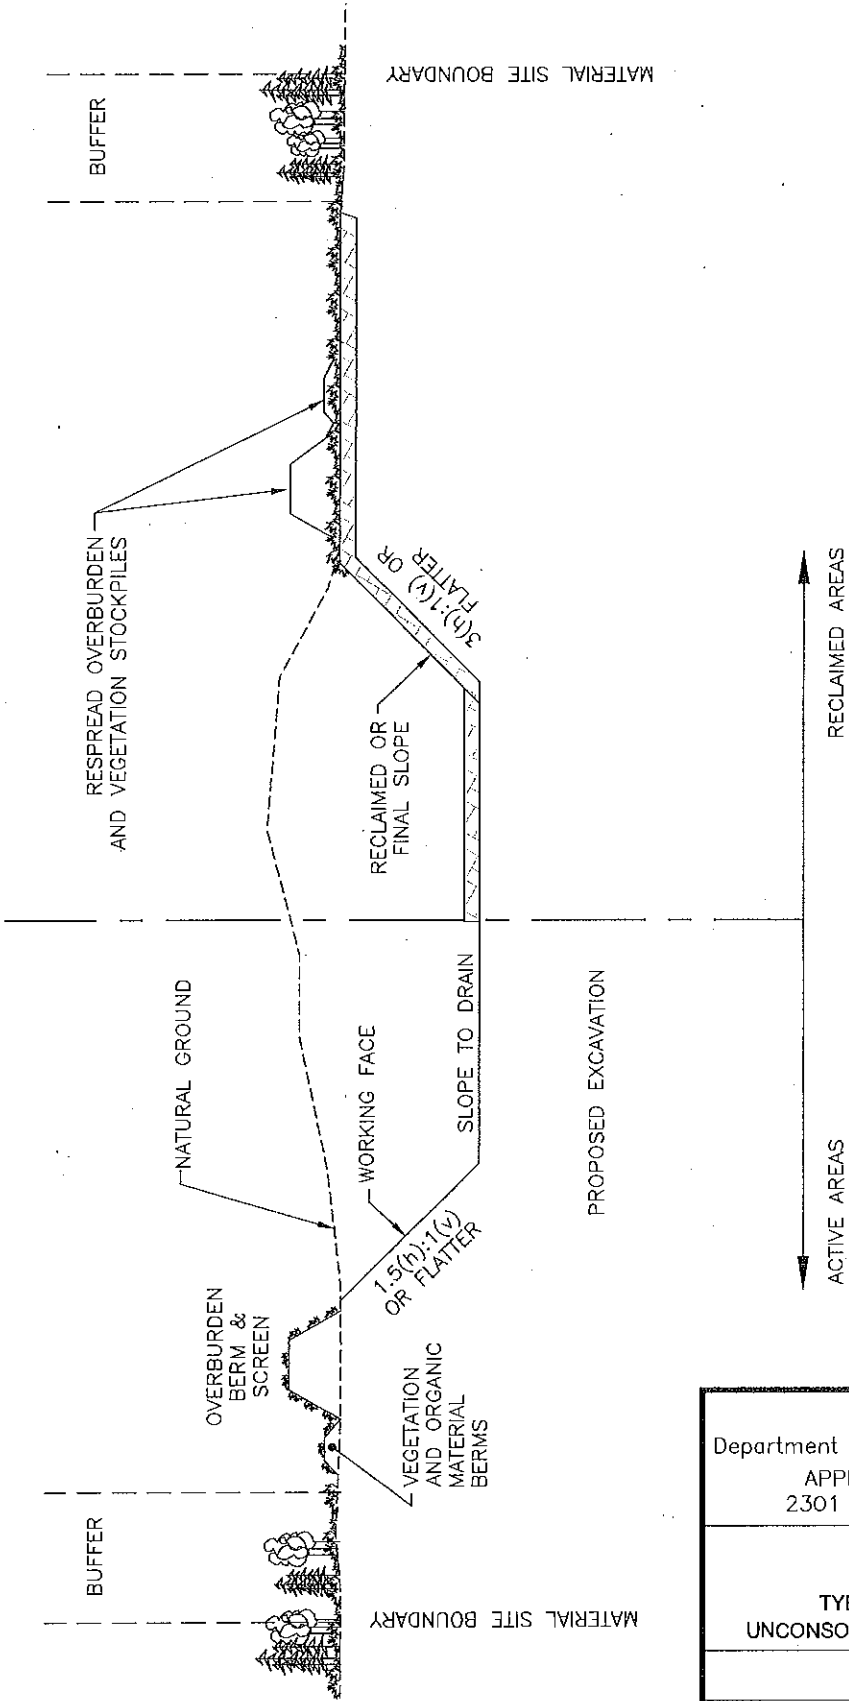 BUFFER
OVERBURDEN
BERM &
SCREEN
NATURAL GROUND
RESPREAD OVERBURDEN
AND VEGETATION STOCKPILES
BUFFER
VEGETATION
AND ORGANIC
MATERIAL
BERMS
1.5(h):1(v)
OR FLATTER
WORKING FACE
SLOPE TO DRAIN
RECLAIMED OR
FINAL SLOPE
3(h):1(v) OR
FLATTER
MATERIAL SITE BOUNDARY
MATERIAL SITE BOUNDARY
PROPOSED EXCAVATION
ACTIVE AREAS
RECLAIMED AREAS
Department
2301
UNCONSO